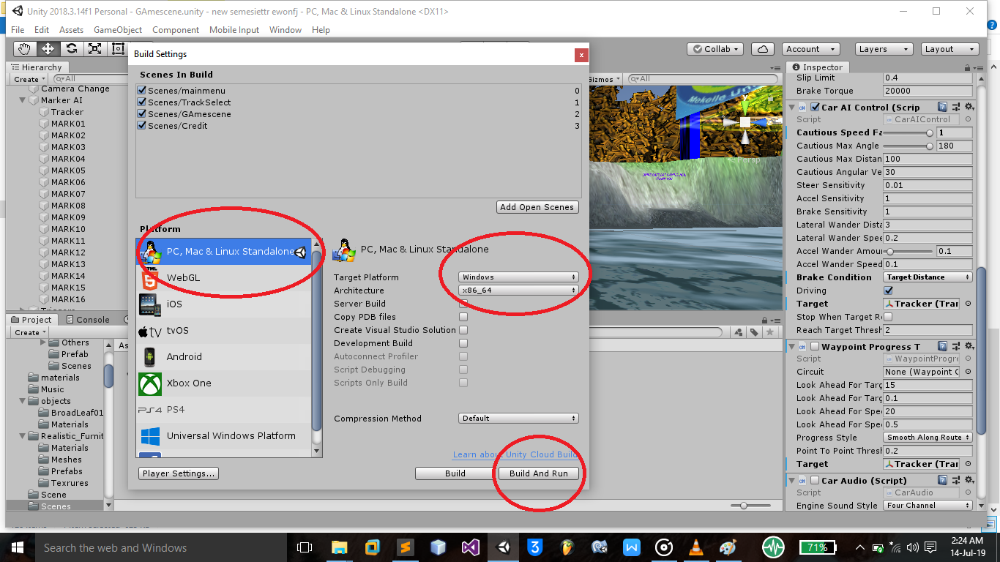 Unity 2018.3.14f1 Personal - GAmescene.unity - new semesiettr ewonfj - PC, Mac & Linux Standalone <DX11>
File Edit Assets GameObject Component Mobile Input Window Help
Collab Account Layers Layout
Hierarchy
Create All
Camera Change
Marker AI
Tracker
MARK01
MARK02
MARK03
MARK04
MARK05
MARK06
MARK07
MARK08
MARK09
MARK10
MARK11
MARK12
MARK13
MARK14
MARK15
MARK16
Project Console
Create
Others
Prefab
Scenes
materials
Music
objects
BroadLeaf01
Materials
Realistic_Furnit
Materials
Meshes
Prefabs
Texrures
Scene
Scenes
Build Settings
x
Scenes In Build
Scenes/mainmenu 0
Scenes/TrackSelect 1
Scenes/GAmescene 2
Scenes/Credit 3
Add Open Scenes
Platform
PC, Mac & Linux Standalone
HTML 5 WebGL
iOS
tv tvOS
Android
Xbox One
PS4 PS4
Universal Windows Platform
PC, Mac & Linux Standalone
Target Platform Windows
Architecture x86_64
Server Build
Copy PDB files
Create Visual Studio Solution
Development Build
Autoconnect Profiler
Script Debugging
Scripts Only Build
Compression Method Default
Learn about Unity Cloud Build
Player Settings... Build Build And Run
Gizmos All
Persp
As
Inspector
Slip Limit 0.4
Brake Torque 20000
Car AI Control (Scrip
Script CarAIControl
Cautious Speed Fa 1
Cautious Max Angle 180
Cautious Max Distan 100
Cautious Angular Ve 30
Steer Sensitivity 0.01
Accel Sensitivity 1
Brake Sensitivity 1
Lateral Wander Dista 3
Lateral Wander Spee 0.2
Accel Wander Amou 0.1
Accel Wander Speed 0.1
Brake Condition Target Distance
Driving
Target Tracker (Tran
Stop When Target Re
Reach Target Thresh 2
Waypoint Progress T
Script WaypointProgre
Circuit None (Waypoint C
Look Ahead For Targ 15
Look Ahead For Targ 0.1
Look Ahead For Spee 20
Look Ahead For Spee 0.5
Progress Style Smooth Along Route
Point To Point Thresh 0.2
Target Tracker (Tran
Car Audio (Script)
Script CarAudio
Engine Sound Style Four Channel
Search the web and Windows
71%
2:24 AM
14-Jul-19